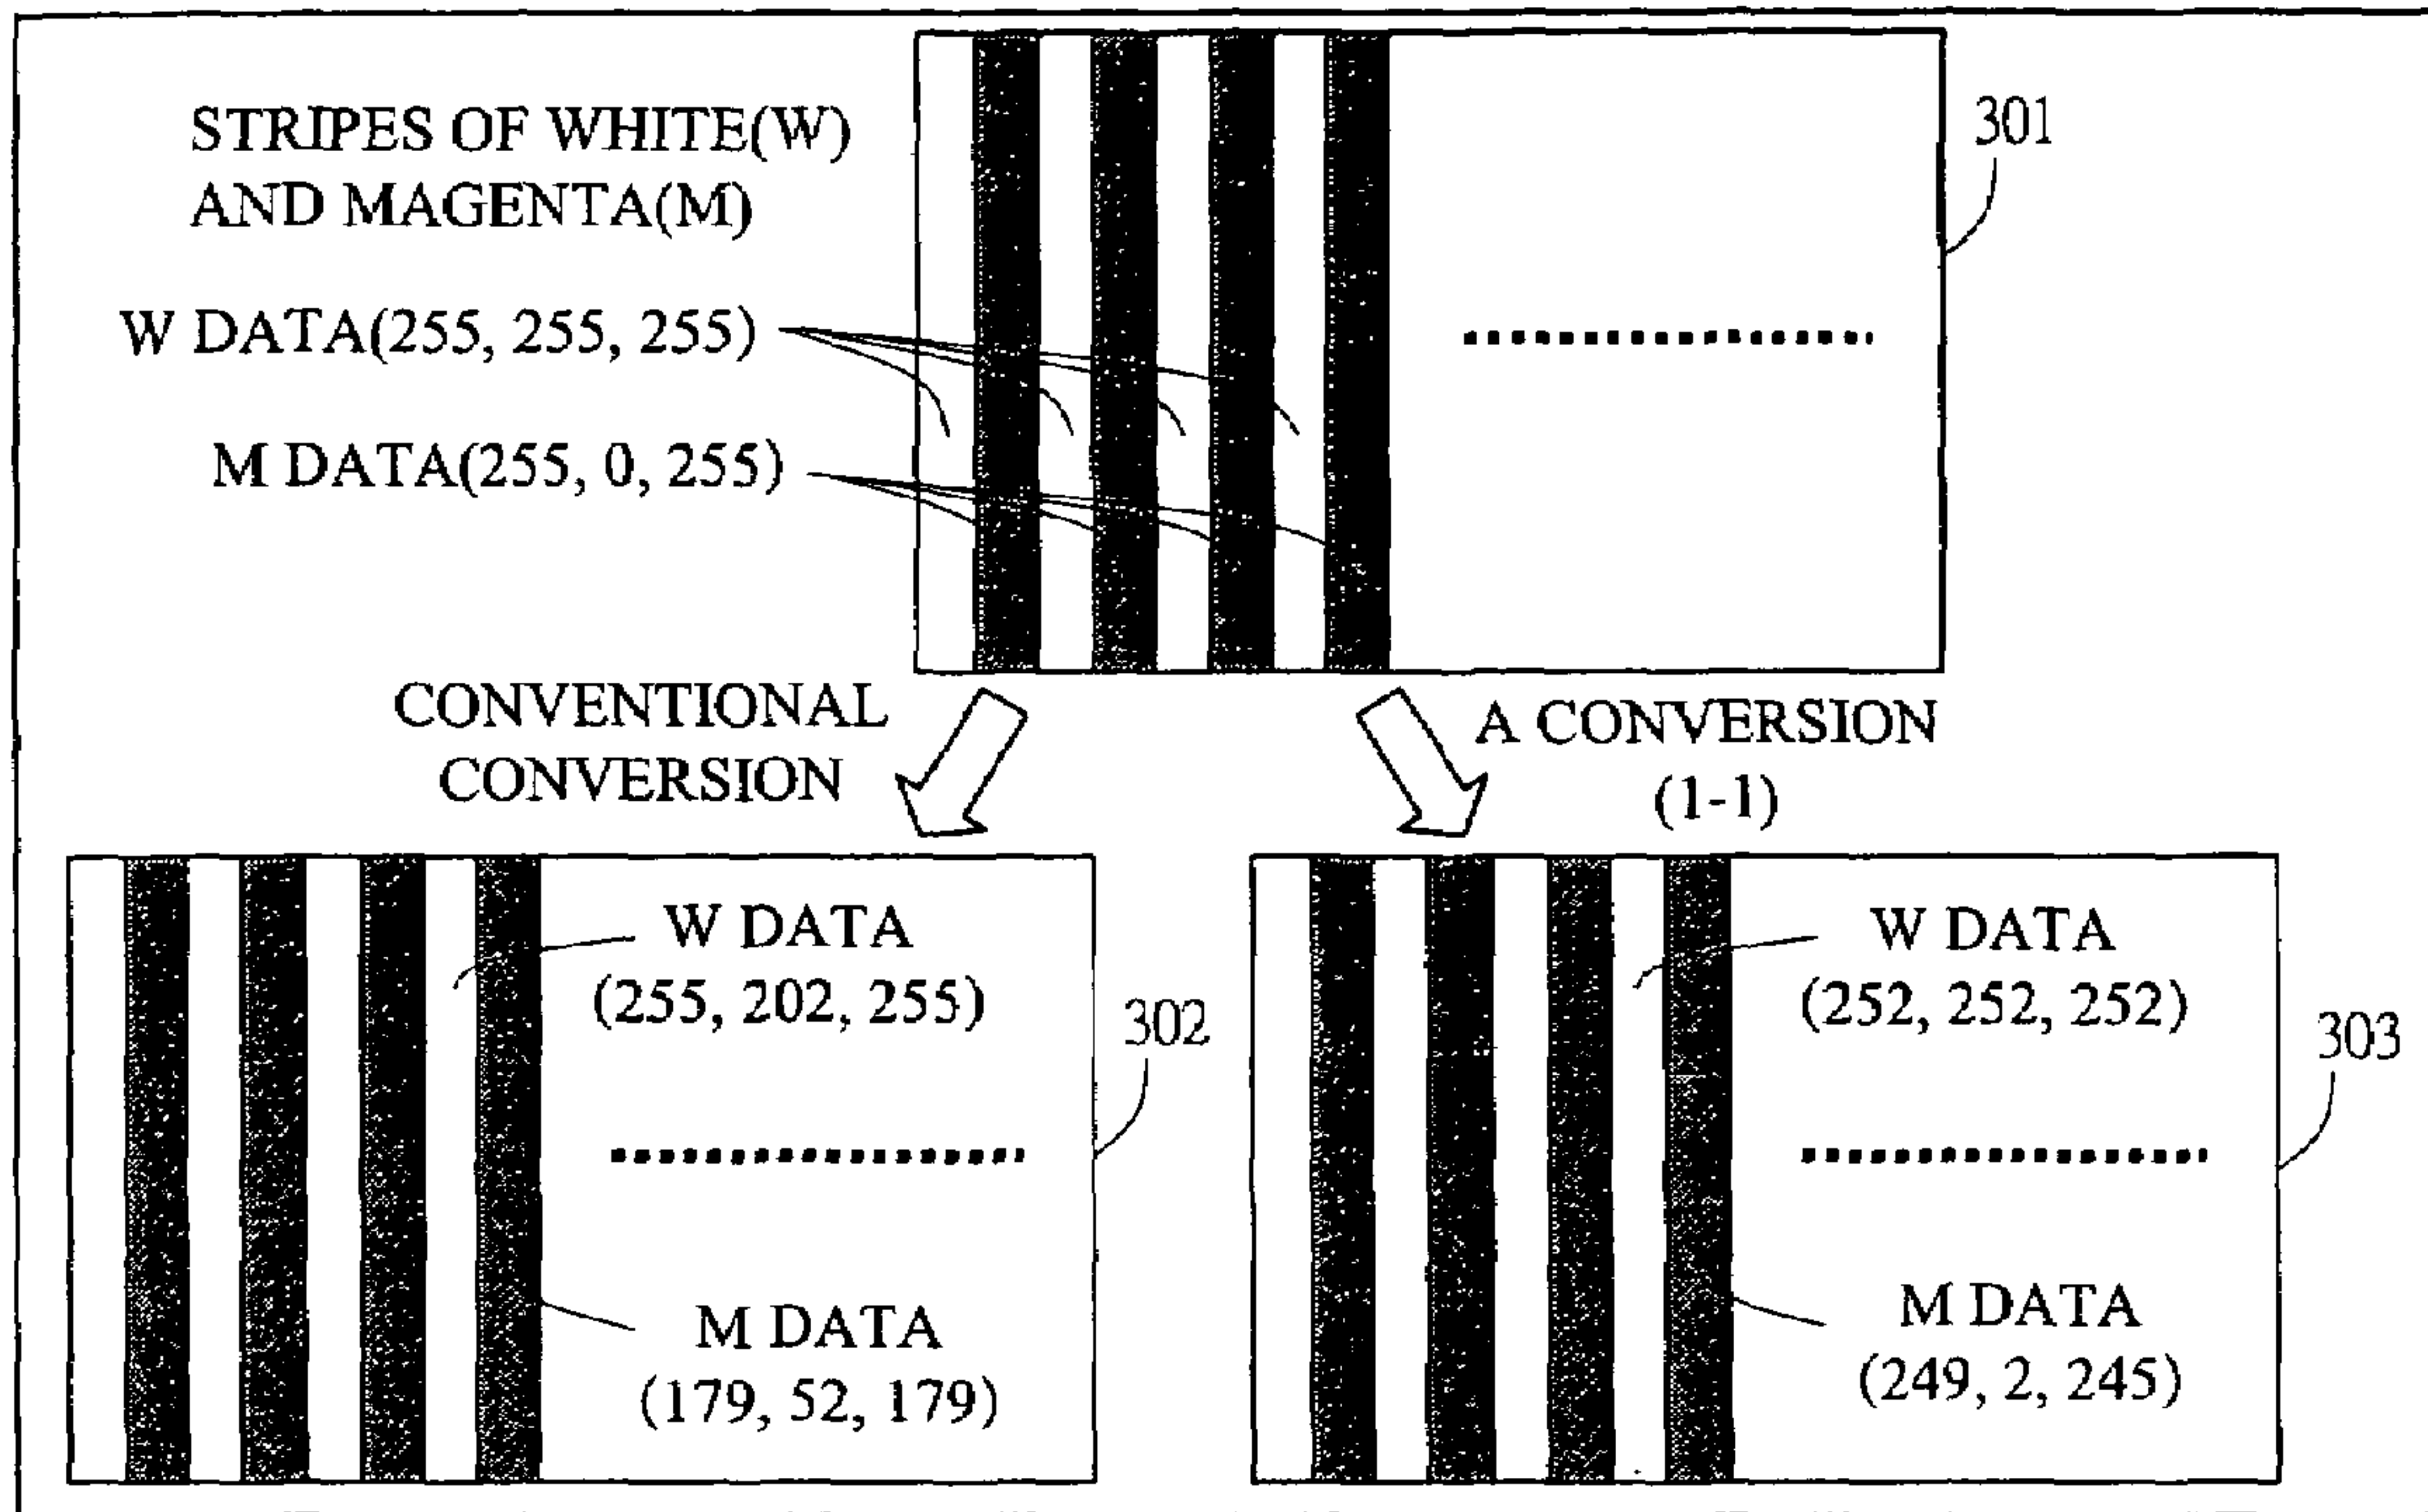 STRIPES OF WHITE(W)
AND MAGENTA(M)
301
W DATA(255, 255, 255)
M DATA(255, 0, 255)
CONVENTIONAL
CONVERSION
A CONVERSION
(1-1)
W DATA
(255, 202, 255)
302
M DATA
(179, 52, 179)
W DATA
(252, 252, 252)
303
M DATA
(249, 2, 245)